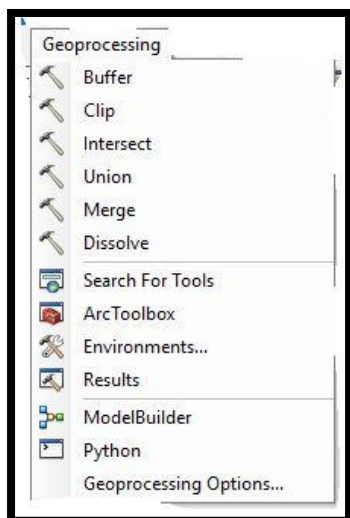 Geoprocessing
Buffer
Clip
Intersect
Union
Merge
Dissolve
Search For Tools
ArcToolbox
Environments...
Results
ModelBuilder
Python
Geoprocessing Options...